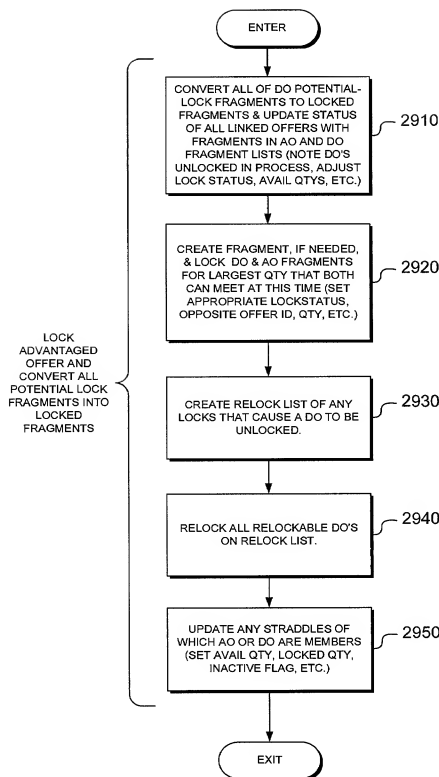 ENTER
CONVERT ALL OF DO POTENTIAL-
LOCK FRAGMENTS TO LOCKED
FRAGMENTS & UPDATE STATUS
OF ALL LINKED OFFERS WITH
FRAGMENTS IN AO AND DO
FRAGMENT LISTS (NOTE DO'S
UNLOCKED IN PROCESS, ADJUST
LOCK STATUS, AVAIL QTYS, ETC.)
2910
CREATE FRAGMENT, IF NEEDED,
& LOCK DO & AO FRAGMENTS
FOR LARGEST QTY THAT BOTH
CAN MEET AT THIS TIME (SET
APPROPRIATE LOCKSTATUS,
OPPOSITE OFFER ID, QTY, ETC.)
2920
LOCK
ADVANTAGED
OFFER AND
CONVERT ALL
POTENTIAL LOCK
FRAGMENTS INTO
LOCKED
FRAGMENTS
CREATE RELOCK LIST OF ANY
LOCKS THAT CAUSE A DO TO BE
UNLOCKED.
2930
RELOCK ALL RELOCKABLE DO'S
ON RELOCK LIST.
2940
UPDATE ANY STRADDLES OF
WHICH AO OR DO ARE MEMBERS
(SET AVAIL QTY, LOCKED QTY,
INACTIVE FLAG, ETC.)
2950
EXIT